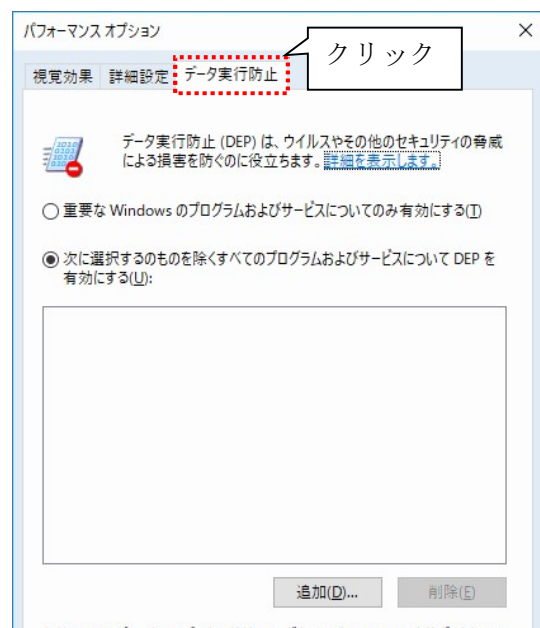 パフォーマンス オプション
クリック
視覚効果 詳細設定 データ実行防止
データ実行防止 (DEP) は、ウイルスやその他のセキュリティの脅威
による損害を防ぐのに役立ちます。詳細を表示します。
重要な Windows のプログラムおよびサービスについてのみ有効にする(T)
次に選択するのものを除くすべてのプログラムおよびサービスについて DEP を
有効にする(U):
追加(D)... 削除(E)